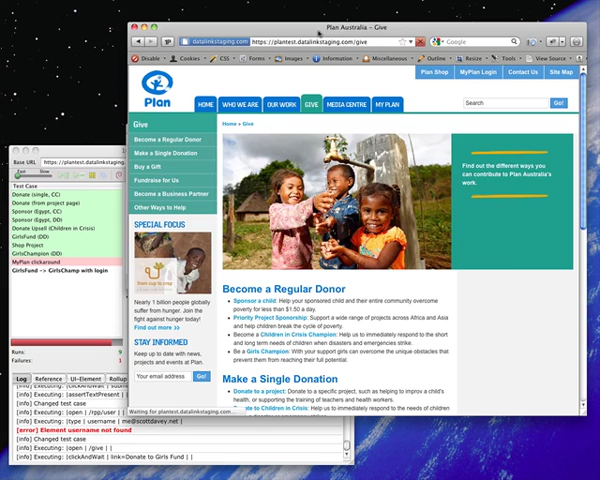 Plan Australia – Give
datalinkstaging.com https://plantest.datalinkstaging.com/give
Google
Disable Cookies CSS Forms Images Information Miscellaneous Outline Resize Tools View Source
Plan Shop MyPlan Login Contact Us Site Map
Plan
HOME WHO WE ARE OUR WORK GIVE MEDIA CENTRE MY PLAN
Search Go!
Give
Become a Regular Donor
Make a Single Donation
Buy a Gift
Fundraise for Us
Become a Business Partner
Other Ways to Help
SPECIAL FOCUS
from cup to crop
Nearly 1 billion people globally
suffer from hunger. Join the
fight against hunger today!
Find out more >>
STAY INFORMED
Keep up to date with news,
projects and events at Plan.
Your email address Go!
Waiting for plantest.datalinkstaging.com...
Home » Give
Find out the different ways you
can contribute to Plan Australia's
work.
Become a Regular Donor
Sponsor a child: Help your sponsored child and their entire community overcome
poverty for less than $1.50 a day.
Priority Project Sponsorship: Support a wide range of projects across Africa and Asia
and help children break the cycle of poverty.
Become a Children in Crisis Champion: Help us to immediately respond to the short
and long term needs of children when disasters and emergencies strike.
Be a Girls Champion: With your support girls can overcome the unique obstacles that
prevent them from reaching their full potential.
Make a Single Donation
Donate to a project: Donate to a specific project, such as helping to improve a child's
health, or supporting the training of teachers and health workers.
Donate to Children in Crisis: Help us to immediately respond to the needs of children
Base URL https://plantest.datalinkstaging.
Fast Slow
Test Case
Donate (single, CC)
Donate (from project page)
Sponsor (Egypt, CC)
Sponsor (Egypt, DD)
Donate Upsell (Children in Crisis)
GirlsFund (DD)
Shop Project
GirlsChampion (DD)
MyPlan clickaround
GirlsFund -> GirlsChamp with login
Runs: 9
Failures: 1
Log Reference UI-Element Rollup
[info] Executing: |clickAndWait |
[info] Executing: |assertTextPresent |
[info] Changed test case
[info] Executing: |open | /rpp/user | |
[info] Executing: |type | username | me@scottdavey.net |
[error] Element username not found
[info] Changed test case
[info] Executing: |open | /give | |
[info] Executing: |clickAndWait | link=Donate to Girls Fund | |